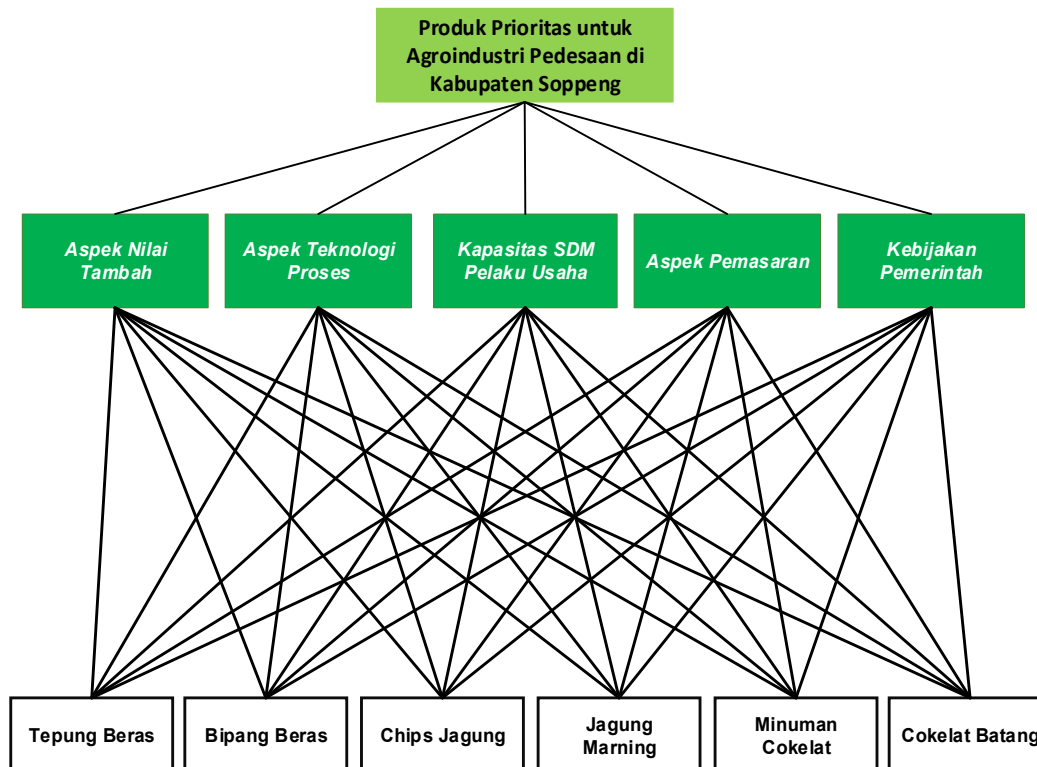 Produk Prioritas untuk
Agroindustri Pedesaan di
Kabupaten Soppeng
Aspek Nilai
Tambah
Aspek Teknologi
Proses
Kapasitas SDM
Pelaku Usaha
Aspek Pemasaran
Kebijakan
Pemerintah
Tepung Beras
Bipang Beras
Chips Jagung
Jagung
Marning
Minuman
Cokelat
Cokelat Batang